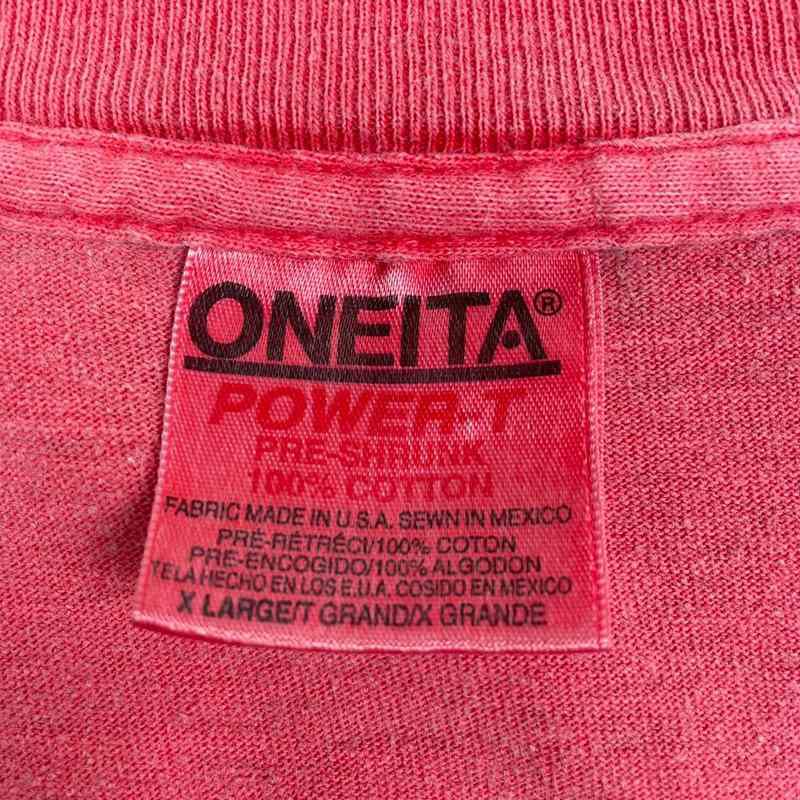 ONEITA®
POWER-T
PRE-SHRUNK
100% COTTON
FABRIC MADE IN U.S.A. SEWN IN MEXICO
PRÉ-RÉTRÉCI/100% COTON
PRE-ENCOGIDO/100% ALGODON
TELA HECHO EN LOS E.U.A. COSIDO EN MEXICO
X LARGE/T GRAND/X GRANDE